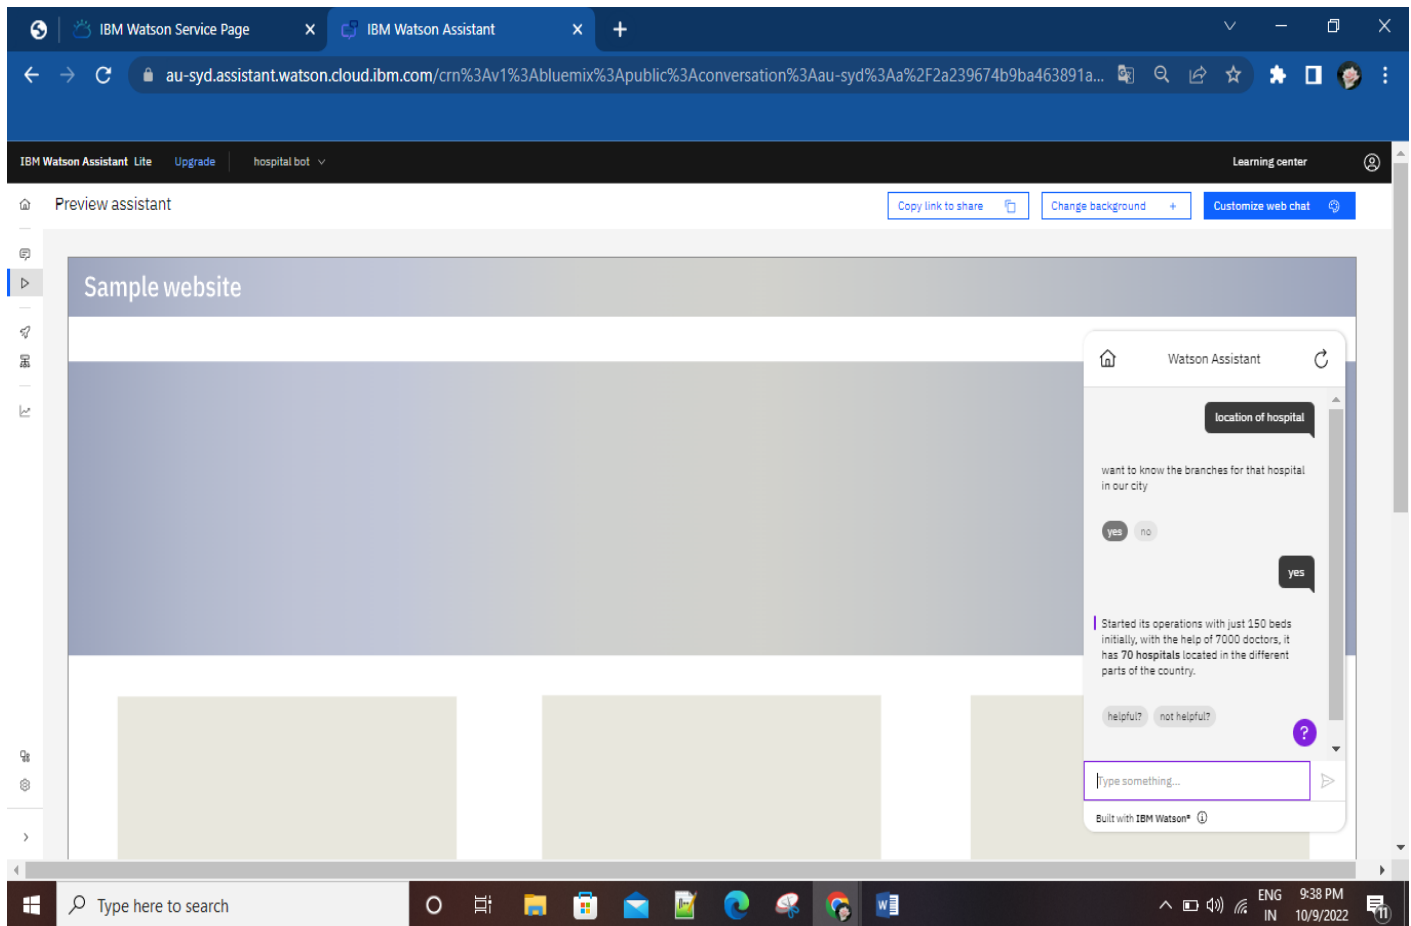 IBM Watson Service Page
IBM Watson Assistant
au-syd.assistant.watson.cloud.ibm.com/crn%3Av1%3Abluemix%3Apublic%3Aconversation%3Aau-syd%3Aa%2F2a239674b9ba463891a...
IBM Watson Assistant Lite Upgrade hospital bot Learning center
Preview assistant Copy link to share Change background + Customize web chat
Sample website
Watson Assistant
location of hospital
want to know the branches for that hospital
in our city
yes no
yes
Started its operations with just 150 beds
initially, with the help of 7000 doctors, it
has 70 hospitals located in the different
parts of the country.
helpful? not helpful?
?
Type something...
Built with IBM Watson®
Type here to search
ENG 9:38 PM
IN 10/9/2022
11